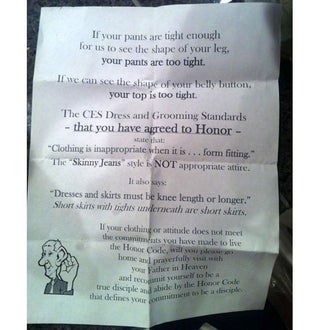 If your pants are tight enough
for us to see the shape of your leg,
your pants are too tight.
If we can see the shape of your belly button,
your top is too tight.
The CES Dress and Grooming Standards
– that you have agreed to Honor –
state that:
"Clothing is inappropriate when it is . . . form fitting."
The "Skinny Jeans" style is NOT appropriate attire.
It also says:
"Dresses and skirts must be knee length or longer."
Short skirts with tights underneath are short skirts.
If your clothing or attitude does not meet
the commitments you have made to live
the Honor Code, will you please go
home and prayerfully visit with
your Father in Heaven
and recommit yourself to be a
true disciple and abide by the Honor Code
that defines your commitment to be a disciple.